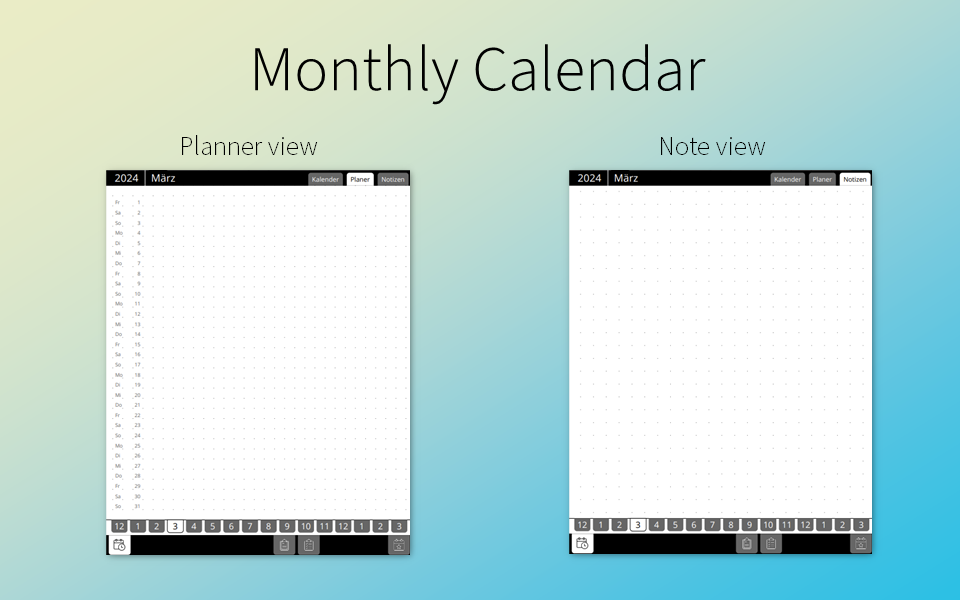 Monthly Calendar
Planner view
2024 März Kalender Planer Notizen
Fr 1
Sa 2
So 3
Mo 4
Di 5
Mi 6
Do 7
Fr 8
Sa 9
So 10
Mo 11
Di 12
Mi 13
Do 14
Fr 15
Sa 16
So 17
Mo 18
Di 19
Mi 20
Do 21
Fr 22
Sa 23
So 24
Mo 25
Di 26
Mi 27
Do 28
Fr 29
Sa 30
So 31
12 1 2 3 4 5 6 7 8 9 10 11 12 1 2 3
Note view
2024 März Kalender Planer Notizen
12 1 2 3 4 5 6 7 8 9 10 11 12 1 2 3